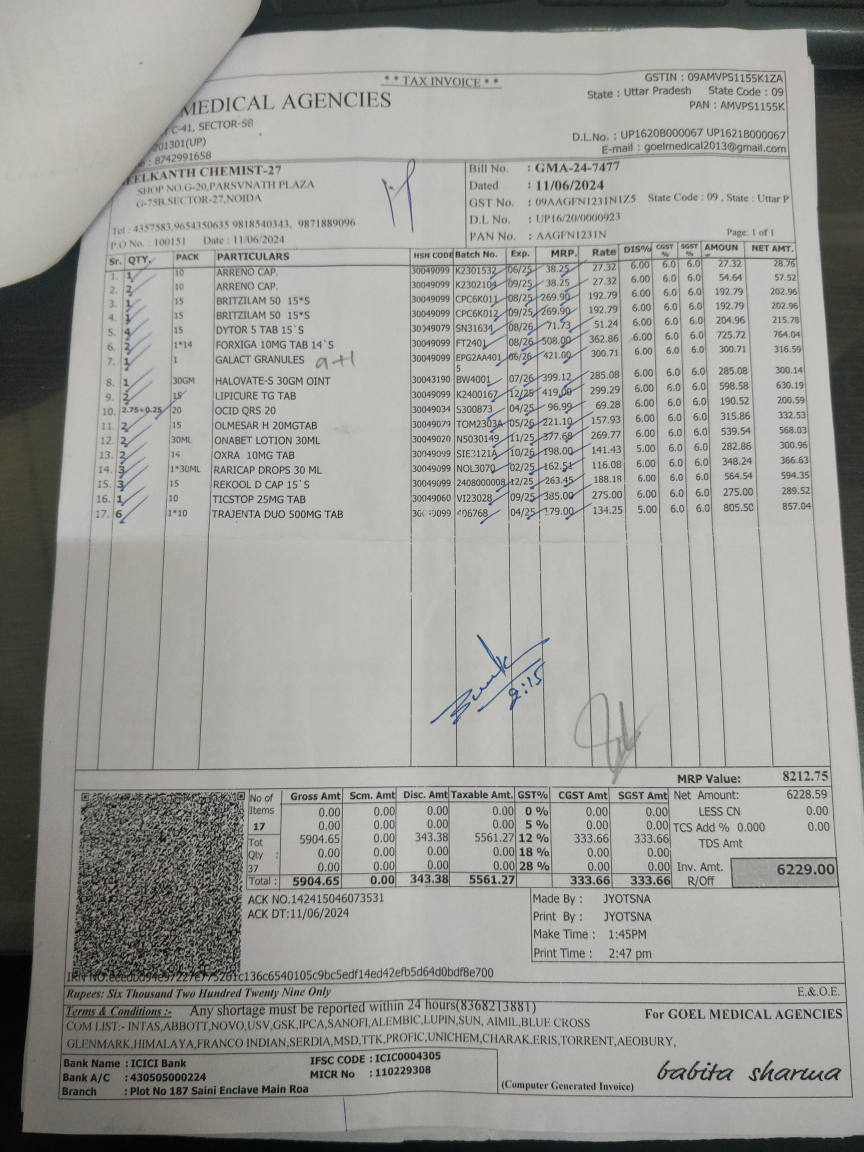 * * TAX INVOICE * *
GSTIN : 09AMVPS1155K1ZA
State : Uttar Pradesh State Code : 09
PAN : AMVPS1155K
MEDICAL AGENCIES
C-41, SECTOR-58
201301(UP)
: 8742991658
D.L.No. : UP1620B000067 UP1621B000067
E-mail : goelmedical2013@gmail.com
EELKANTH CHEMIST-27
SHOP NO.G-20,PARSVNATH PLAZA
G-75B,SECTOR-27,NOIDA
Tel : 4357583,9654350635 9818540343, 9871889096
P.O No. : 100151 Date : 11/06/2024
Bill No. : GMA-24-7477
Dated : 11/06/2024
GST No. : 09AAGFN1231N1Z5 State Code : 09 , State : Uttar P
D.L No. : UP16/20/0000923
PAN No. : AAGFN1231N
Page: 1 of 1
Sr. QTY. PACK PARTICULARS HSN CODE Batch No. Exp. MRP. Rate DIS% CGST % SGST % AMOUN NET AMT.
1. 1 10 ARRENO CAP. 30049099 K2301532 06/25 38.25 27.32 6.00 6.0 6.0 27.32 28.76
2. 2 10 ARRENO CAP. 30049099 K2302104 09/25 38.25 27.32 6.00 6.0 6.0 54.64 57.52
3. 1 15 BRITZILAM 50 15*S 30049099 CPC6K011 08/25 269.90 192.79 6.00 6.0 6.0 192.79 202.96
4. 1 15 BRITZILAM 50 15*S 30049099 CPC6K012 09/25 269.90 192.79 6.00 6.0 6.0 192.79 202.96
5. 4 15 DYTOR 5 TAB 15`S 30049079 SN31634 08/26 71.73 51.24 6.00 6.0 6.0 204.96 215.78
6. 2 1*14 FORXIGA 10MG TAB 14`S 30049099 FT2401 08/26 508.00 362.86 6.00 6.0 6.0 725.72 764.04
7. 1 1 GALACT GRANULES 9+1 30049099 EPG2AA401 06/26 421.00 300.71 6.00 6.0 6.0 300.71 316.59
5
8. 1 30GM HALOVATE-S 30GM OINT 30043190 BW4001 07/26 399.12 285.08 6.00 6.0 6.0 285.08 300.14
9. 2 15 LIPICURE TG TAB 30049099 K2400167 12/25 419.00 299.29 6.00 6.0 6.0 598.58 630.19
10. 2.75+0.25 20 OCID QRS 20 30049034 S300873 04/25 96.99 69.28 6.00 6.0 6.0 190.52 200.59
11. 2 15 OLMESAR H 20MGTAB 30049079 TOM2303A 05/26 221.10 157.93 6.00 6.0 6.0 315.86 332.53
12. 2 30ML ONABET LOTION 30ML 30049020 N5030149 11/25 377.68 269.77 6.00 6.0 6.0 539.54 568.03
13. 2 14 OXRA 10MG TAB 30049099 SIE3121A 10/26 198.00 141.43 5.00 6.0 6.0 282.86 300.96
14. 3 1*30ML RARICAP DROPS 30 ML 30049099 NOL3070 02/25 162.51 116.08 6.00 6.0 6.0 348.24 366.63
15. 3 15 REKOOL D CAP 15`S 30049099 2408000008 12/25 263.45 188.18 6.00 6.0 6.0 564.54 594.35
16. 1 10 TICSTOP 25MG TAB 30049060 VI23028 09/25 385.00 275.00 6.00 6.0 6.0 275.00 289.52
17. 6 1*10 TRAJENTA DUO 500MG TAB 406768 04/25 179.00 134.25 5.00 6.0 6.0 805.50 857.04
2:15
MRP Value: 8212.75
No of Items 17 Tot Qty : 37
Gross Amt Scm. Amt Disc. Amt Taxable Amt. GST% CGST Amt SGST Amt
0.00 0.00 0.00 0.00 0 % 0.00 0.00
0.00 0.00 0.00 0.00 5 % 0.00 0.00
5904.65 0.00 343.38 5561.27 12 % 333.66 333.66
0.00 0.00 0.00 0.00 18 % 0.00 0.00
0.00 0.00 0.00 0.00 28 % 0.00 0.00
Total : 5904.65 0.00 343.38 5561.27 333.66 333.66
Net Amount: 6228.59
LESS CN 0.00
TCS Add % 0.000 0.00
TDS Amt
Inv. Amt. 6229.00
R/Off
ACK NO.142415046073531
ACK DT:11/06/2024
Made By : JYOTSNA
Print By : JYOTSNA
Make Time : 1:45PM
Print Time : 2:47 pm
Rupees: Six Thousand Two Hundred Twenty Nine Only E.& O.E.
Terms & Conditions :- Any shortage must be reported within 24 hours(8368213881)
COM LIST:- INTAS,ABBOTT,NOVO,USV,GSK,IPCA,SANOFI,ALEMBIC,LUPIN,SUN, AIMIL,BLUE CROSS
GLENMARK,HIMALAYA,FRANCO INDIAN,SERDIA,MSD,TTK,PROFIC,UNICHEM,CHARAK,ERIS,TORRENT,AEOBURY,
For GOEL MEDICAL AGENCIES
Bank Name : ICICI Bank IFSC CODE : ICIC0004305
Bank A/C : 430505000224 MICR No : 110229308
Branch : Plot No 187 Saini Enclave Main Roa
(Computer Generated Invoice)
babita sharma